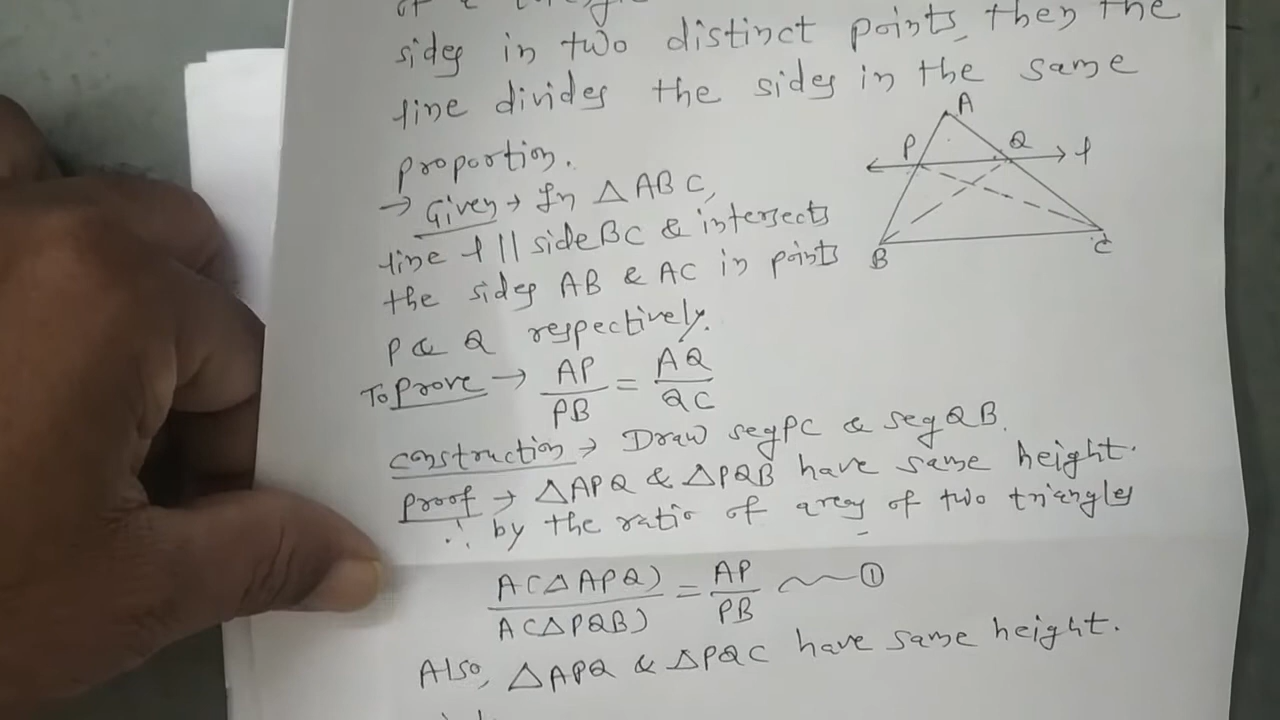 of a
sides in two distinct points, then the
line divides the sides in the same
proportion.
→ Given → In △ABC,
line l || side BC & intersects
the sides AB & AC in points
P & Q respectively.
To prove → AP/PB = AQ/QC
construction → Draw seg PC & seg QB.
proof → △APQ & △PQB have same height.
∴ by the ratio of areas of two triangles
A(△APQ)/A(△PQB) = AP/PB ~ ①
Also, △APQ & △PQC have same height.
A
P Q l
B C